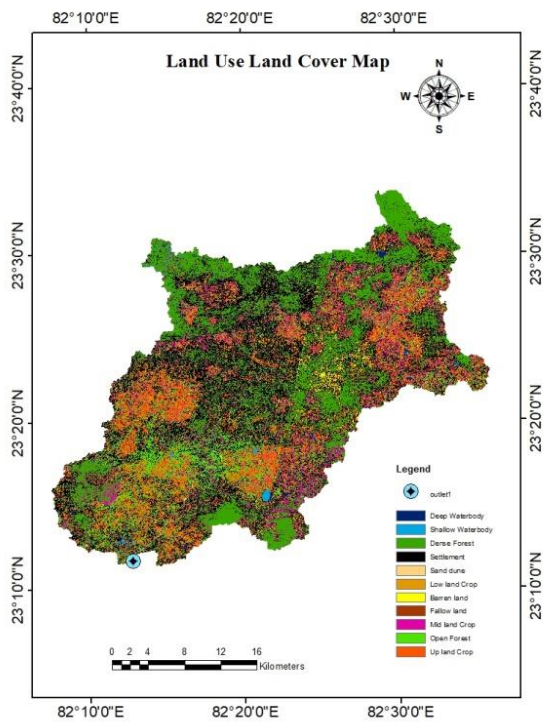 82°10'0"E 82°20'0"E 82°30'0"E
Land Use Land Cover Map
N
W E
S
23°40'0"N 23°40'0"N
23°30'0"N 23°30'0"N
23°20'0"N 23°20'0"N
23°10'0"N 23°10'0"N
Legend
outlet1
Deep Waterbody
Shallow Waterbody
Dense Forest
Settlement
Sand dune
Low land Crop
Barren land
Fallow land
Mid land Crop
Open Forest
Up land Crop
0 2 4 8 12 16
Kilometers
82°10'0"E 82°20'0"E 82°30'0"E